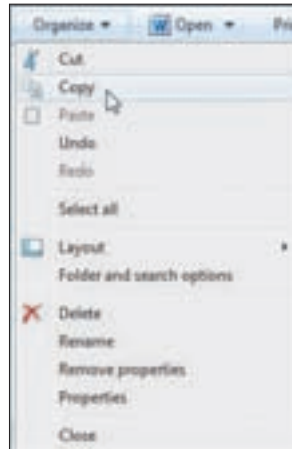 Organize Open Pri
Cut
Copy
Paste
Undo
Redo
Select all
Layout
Folder and search options
Delete
Rename
Remove properties
Properties
Close